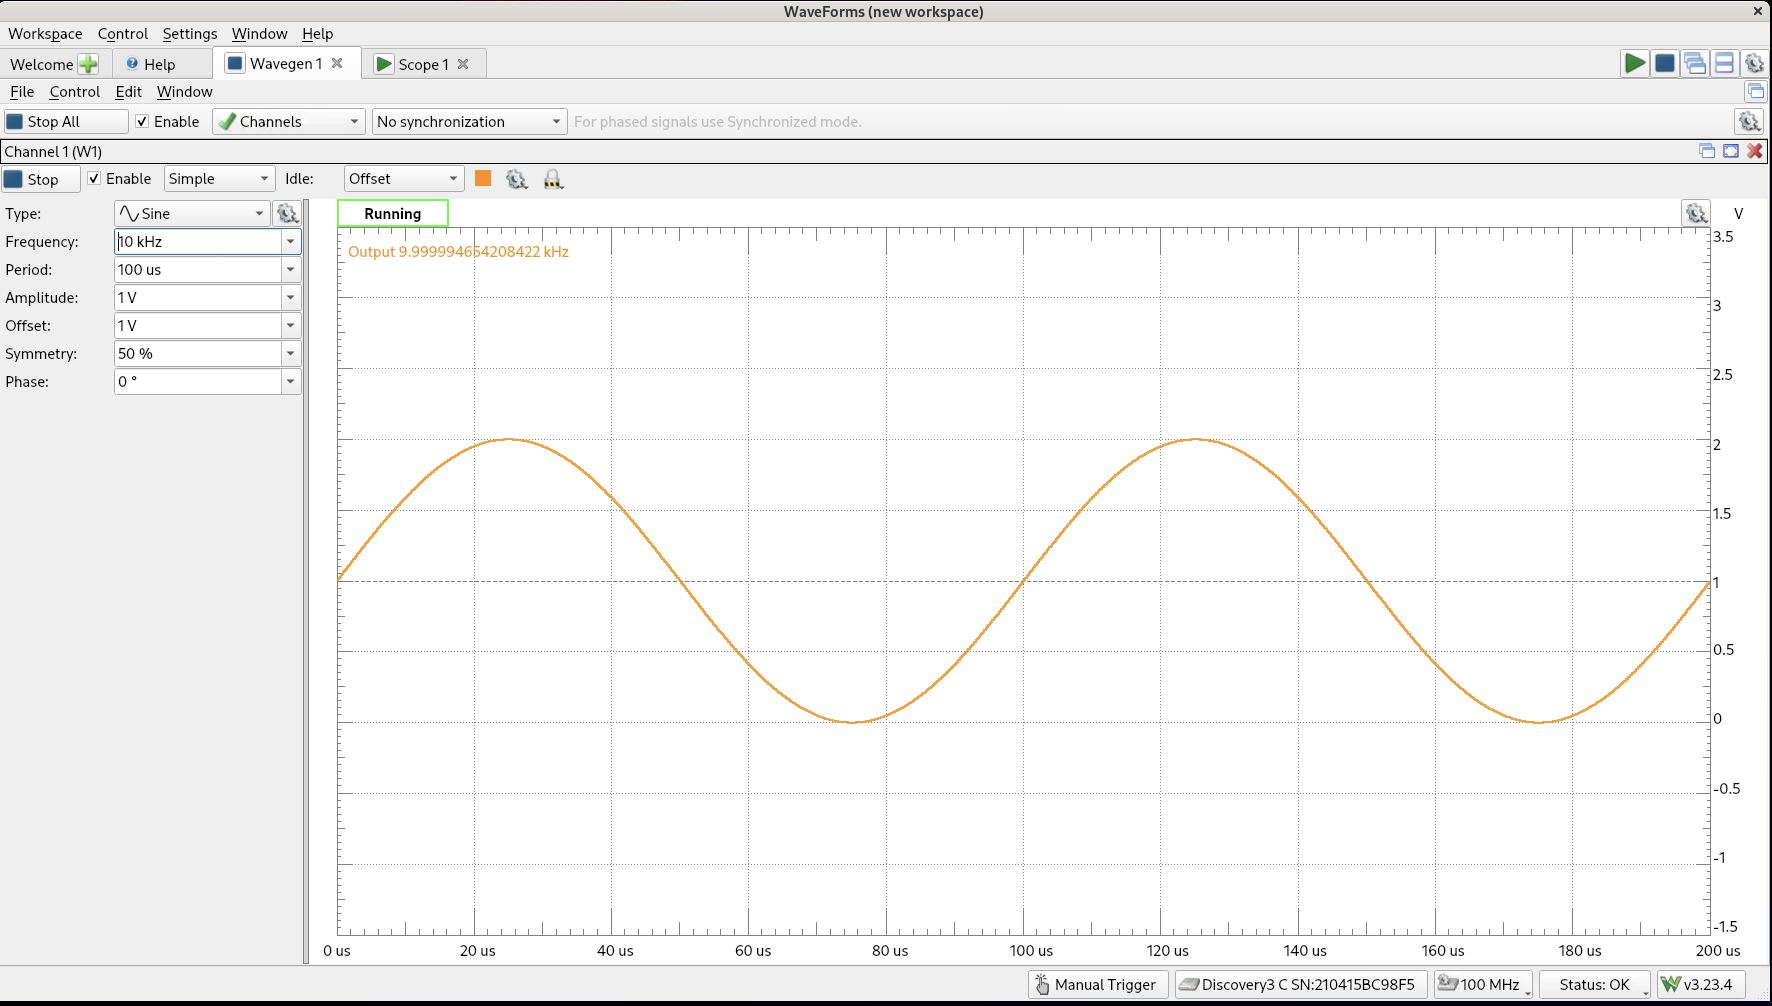 WaveForms (new workspace)
Workspace Control Settings Window Help
Welcome Help Wavegen 1 Scope 1
File Control Edit Window
Stop All Enable Channels No synchronization For phased signals use Synchronized mode.
Channel 1 (W1)
Stop Enable Simple Idle: Offset
Type: Sine Running V
Frequency: 10 kHz
Period: 100 us
Amplitude: 1 V
Offset: 1 V
Symmetry: 50 %
Phase: 0 °
Output 9.999994654208422 kHz
3.5
3
2.5
2
1.5
1
0.5
0
-0.5
-1
-1.5
0 us 20 us 40 us 60 us 80 us 100 us 120 us 140 us 160 us 180 us 200 us
Manual Trigger Discovery3 C SN:210415BC98F5 100 MHz Status: OK v3.23.4